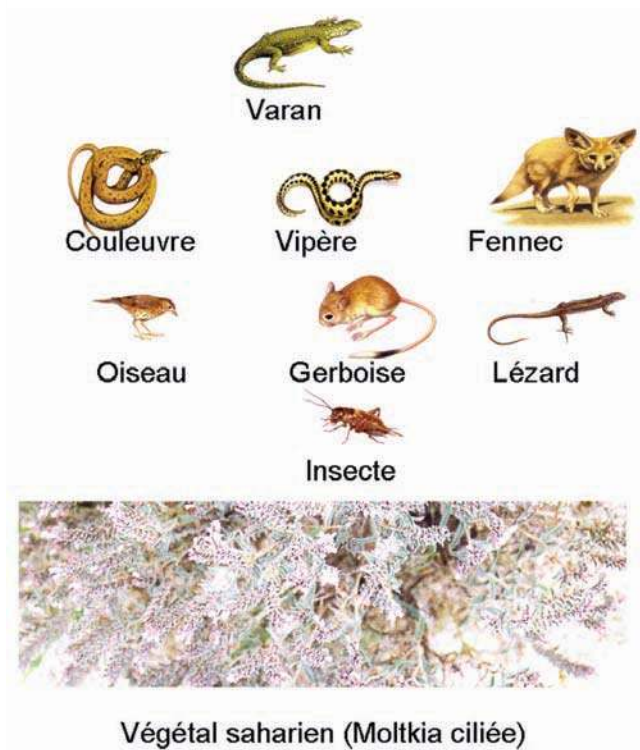 Varan
Couleuvre Vipère Fennec
Oiseau Gerboise Lézard
Insecte
Végétal saharien (Moltkia ciliée)